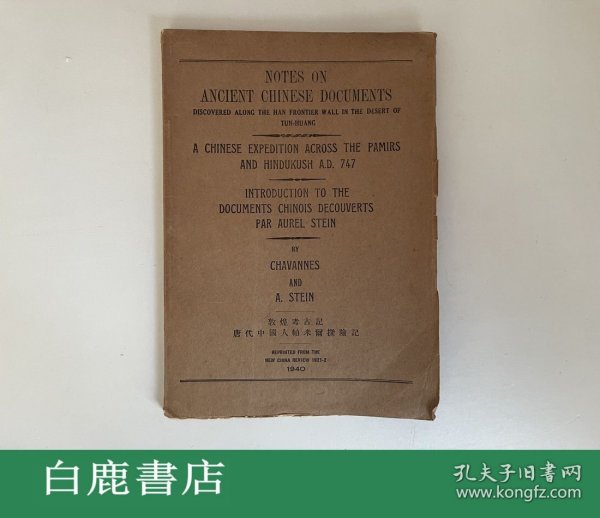 NOTES ON
ANCIENT CHINESE DOCUMENTS
DISCOVERED ALONG THE HAN FRONTIER WALL IN THE DESERT OF
TUN-HUANG
A CHINESE EXPEDITION ACROSS THE PAMIRS
AND HINDUKUSH A.D. 747
INTRODUCTION TO THE
DOCUMENTS CHINOIS DECOUVERTS
PAR AUREL STEIN
BY
CHAVANNES
AND
A. STEIN
敦煌考古記
唐代中國人帕米爾探險記
REPRINTED FROM THE
NEW CHINA REVIEW 1921-2
1940
白鹿書店
孔夫子旧书网
www.kongfz.com